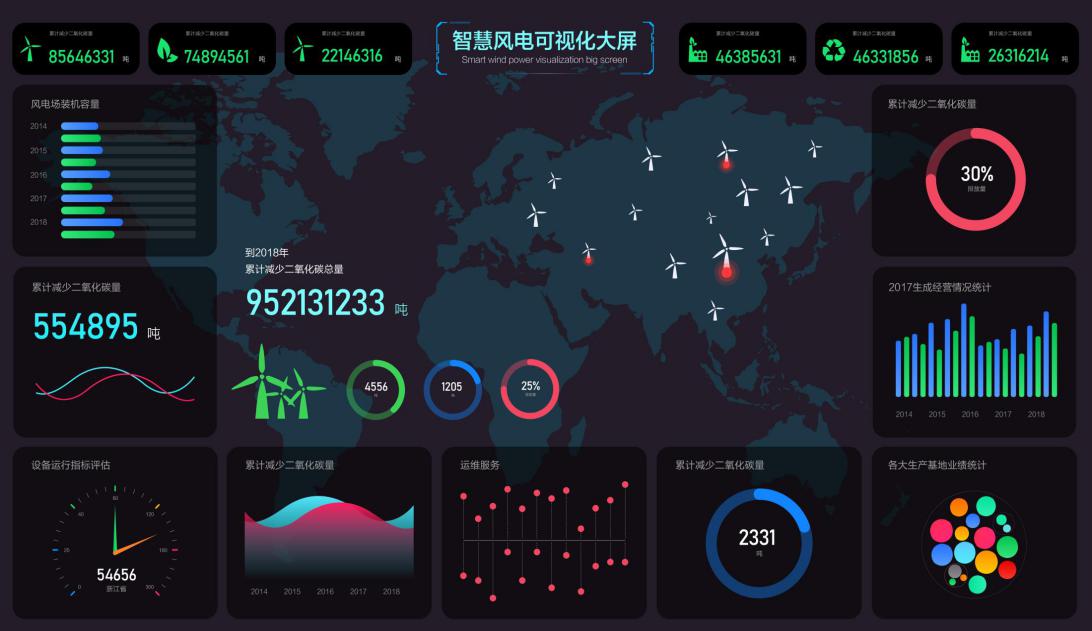 累计减少二氧化碳量
85646331 吨
累计减少二氧化碳量
74894561 吨
累计减少二氧化碳量
22146316 吨
智慧风电可视化大屏
Smart wind power visualization big screen
累计减少二氧化碳量
46385631 吨
累计减少二氧化碳量
46331856 吨
累计减少二氧化碳量
26316214 吨
风电场装机容量
2014
2015
2016
2017
2018
累计减少二氧化碳量
30%
排放量
到2018年
累计减少二氧化碳总量
952131233 吨
累计减少二氧化碳量
554895 吨
4556
吨
1205
吨
25%
2017生成经营情况统计
2014 2015 2016 2017 2018
设备运行指标评估
0
20
40
60
120
180
300
54656
浙江省
累计减少二氧化碳量
2014 2015 2016 2017 2018
运维服务
累计减少二氧化碳量
2331
吨
各大生产基地业绩统计